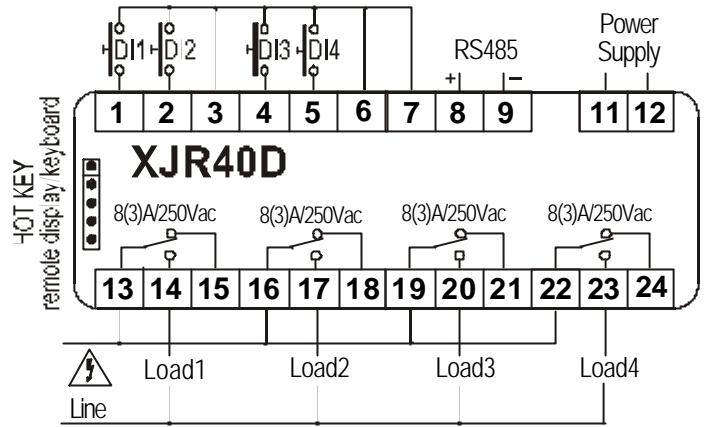 DI1 DI2 DI3 DI4 RS485 Power
Supply
+ −
1 2 3 4 5 6 7 8 9 11 12
HOT KEY
remote display/keyboard
XJR40D
8(3)A/250Vac 8(3)A/250Vac 8(3)A/250Vac 8(3)A/250Vac
13 14 15 16 17 18 19 20 21 22 23 24
Load1 Load2 Load3 Load4
Line